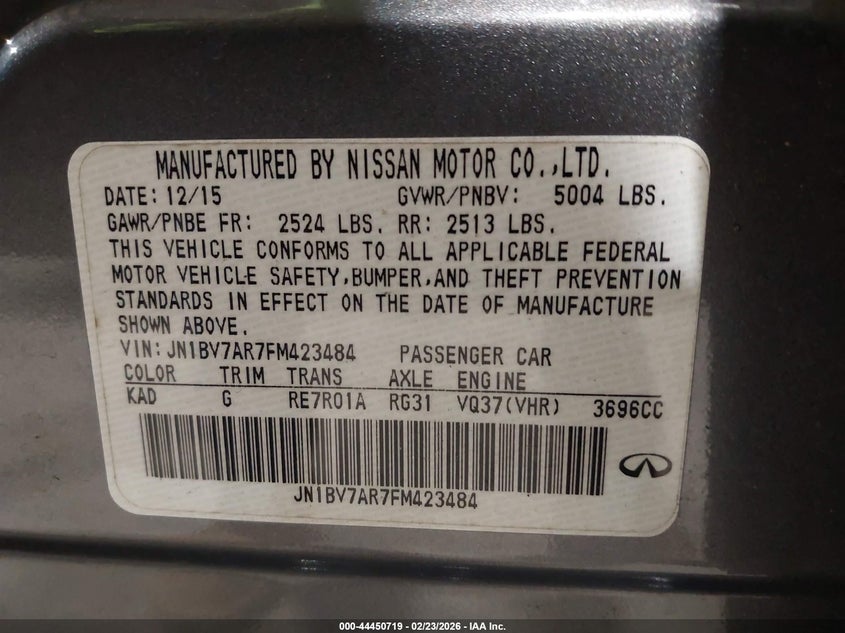 MANUFACTURED BY NISSAN MOTOR CO.,LTD.
DATE: 12/15 GVWR/PNBV: 5004 LBS.
GAWR/PNBE FR: 2524 LBS. RR: 2513 LBS.
THIS VEHICLE CONFORMS TO ALL APPLICABLE FEDERAL
MOTOR VEHICLE SAFETY,BUMPER,AND THEFT PREVENTION
STANDARDS IN EFFECT ON THE DATE OF MANUFACTURE
SHOWN ABOVE.
VIN: JN1BV7AR7FM423484 PASSENGER CAR
COLOR TRIM TRANS AXLE ENGINE
KAD G RE7R01A RG31 VQ37(VHR) 3696CC
JN1BV7AR7FM423484
000-44450719 - 02/23/2026 - IAA Inc.